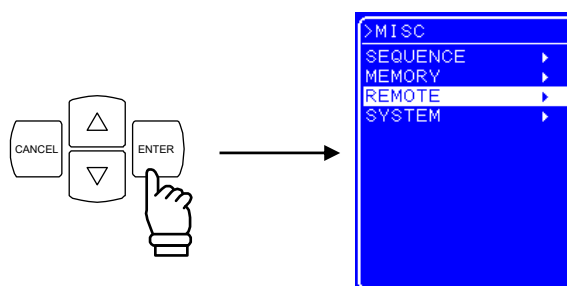 CANCEL
ENTER
>MISC
SEQUENCE
MEMORY
REMOTE
SYSTEM